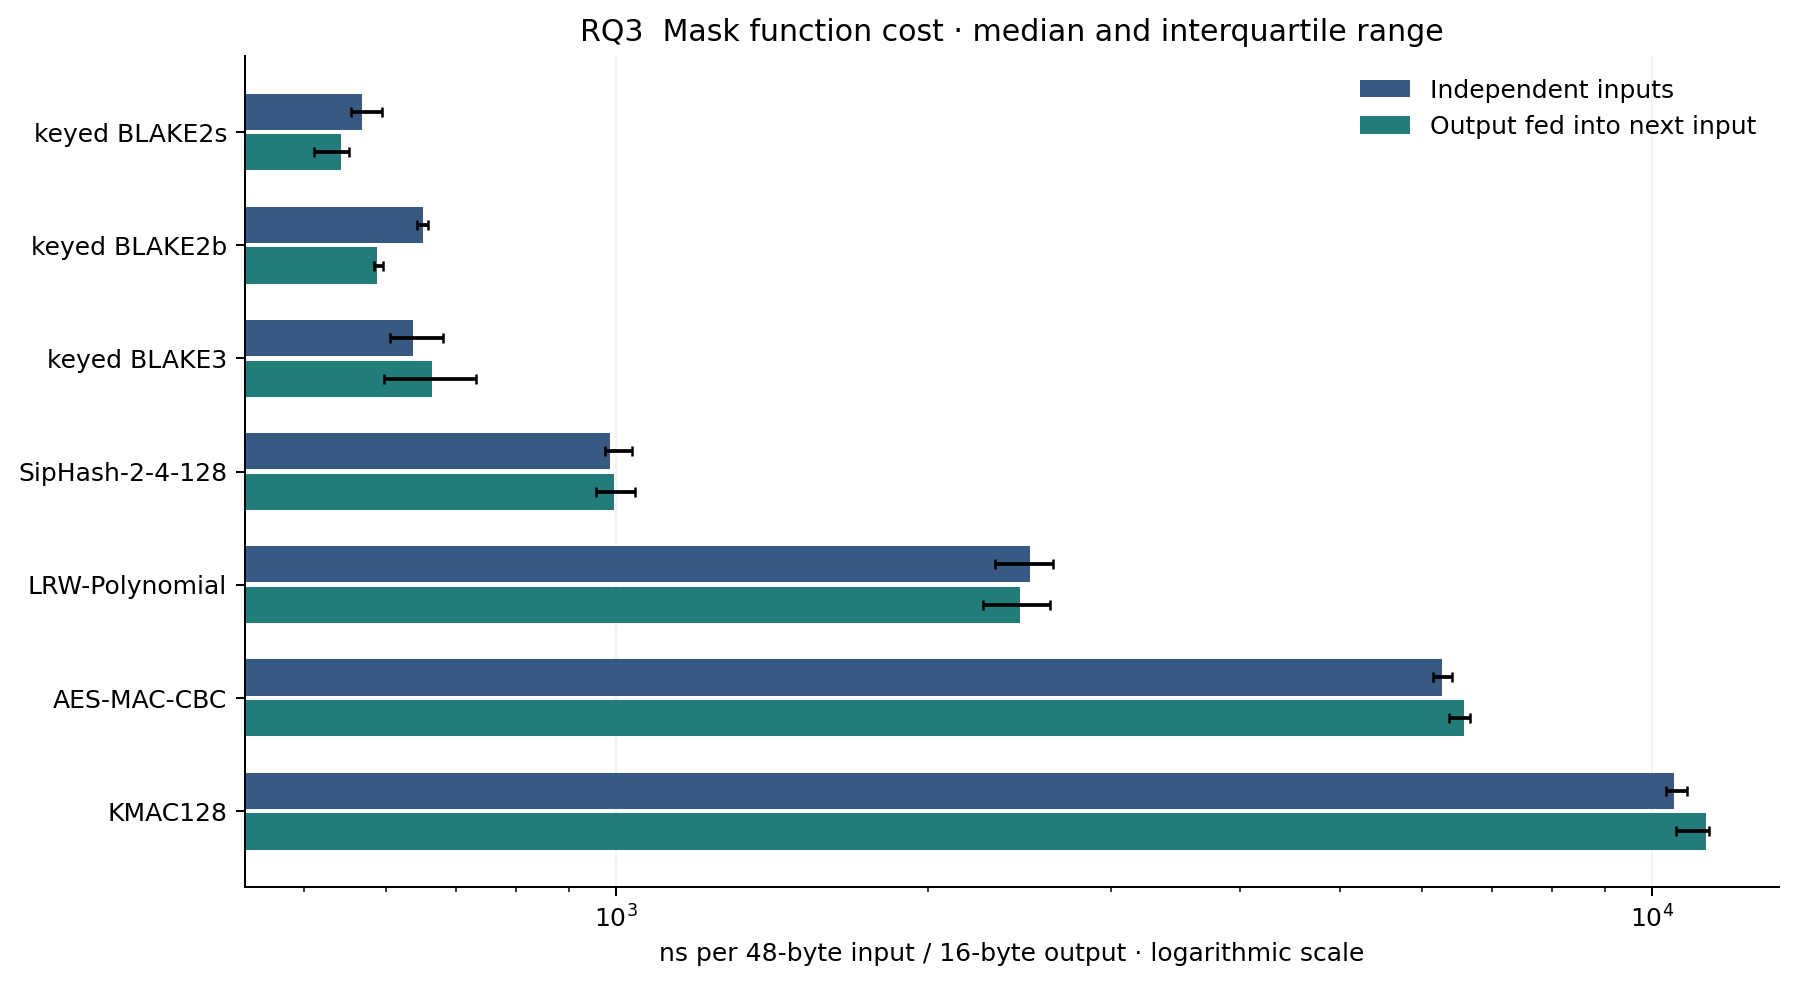 RQ3  Mask function cost · median and interquartile range
Independent inputs
Output fed into next input
keyed BLAKE2s
keyed BLAKE2b
keyed BLAKE3
SipHash-2-4-128
LRW-Polynomial
AES-MAC-CBC
KMAC128
10³
10⁴
ns per 48-byte input / 16-byte output · logarithmic scale